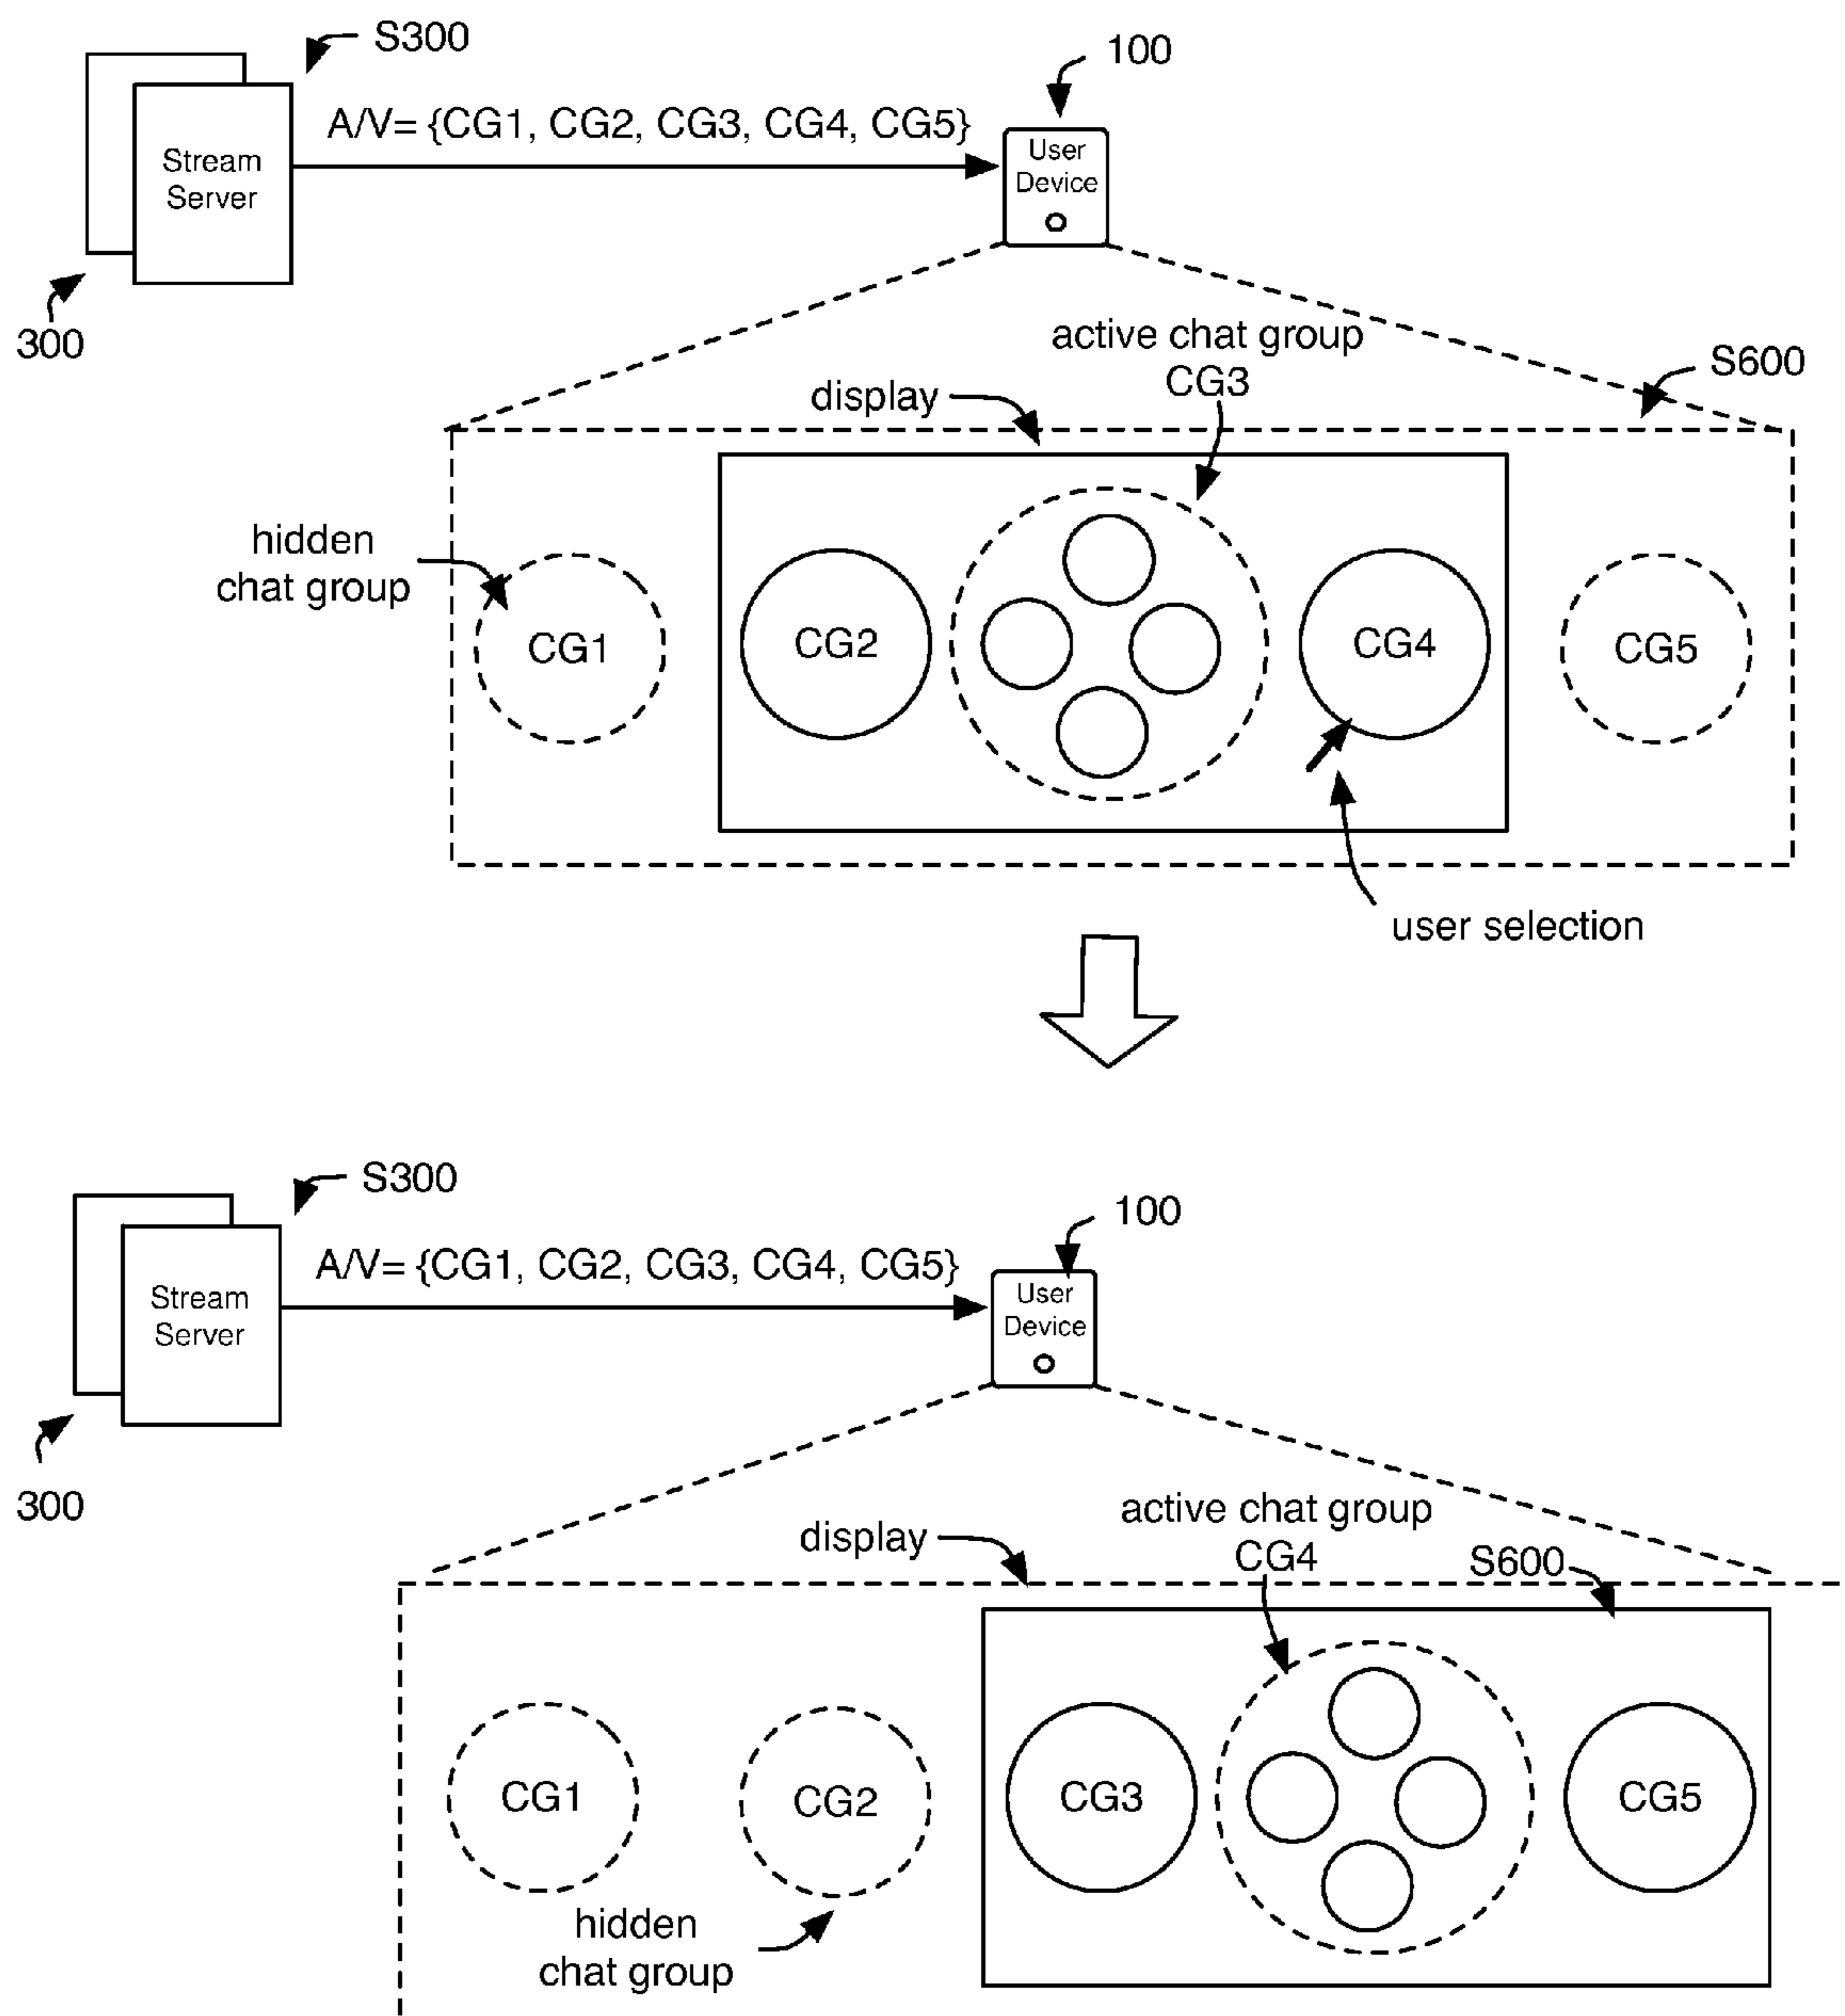 S300
100
A/V= {CG1, CG2, CG3, CG4, CG5}
Stream
Server
User
Device
300
active chat group
CG3
S600
display
hidden
chat group
CG1
CG2
CG4
CG5
user selection
S300
100
A/V= {CG1, CG2, CG3, CG4, CG5}
Stream
Server
User
Device
300
active chat group
CG4
display
S600
CG1
CG2
CG3
CG5
hidden
chat group